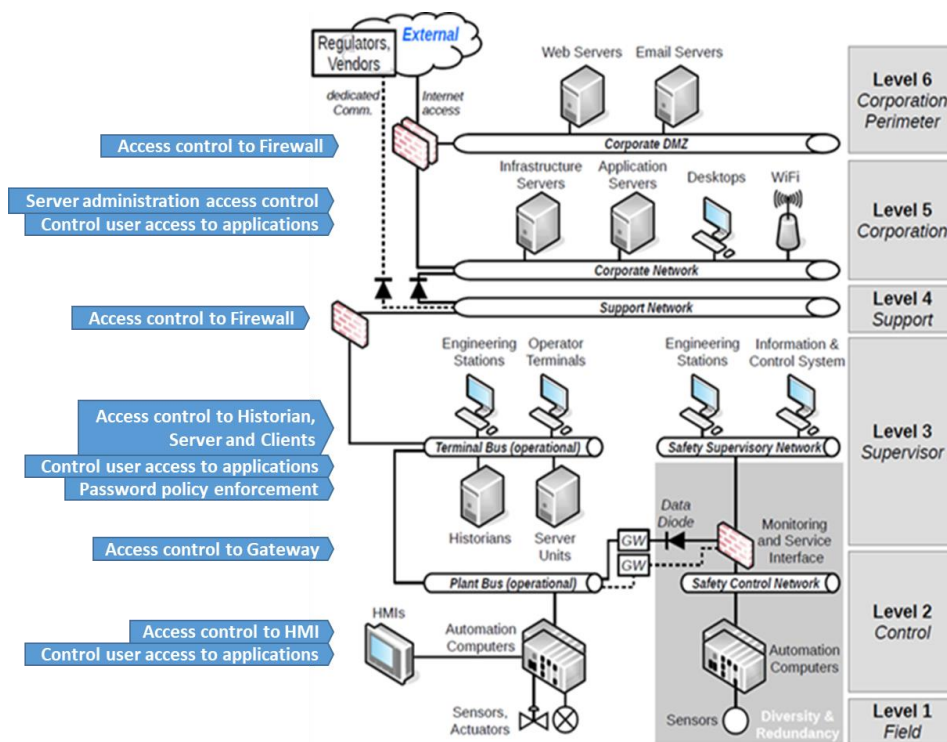 External
Regulators,
Vendors
dedicated
Comm.
Internet
access
Web Servers
Email Servers
Level 6
Corporation
Perimeter
Access control to Firewall
Corporate DMZ
Infrastructure
Servers
Application
Servers
Desktops
WiFi
Level 5
Corporation
Server administration access control
Control user access to applications
Corporate Network
Support Network
Level 4
Support
Access control to Firewall
Engineering
Stations
Operator
Terminals
Engineering
Stations
Information &
Control System
Level 3
Supervisor
Access control to Historian,
Server and Clients
Control user access to applications
Password policy enforcement
Terminal Bus (operational)
Safety Supervisory Network
Historians
Server
Units
Data
Diode
GW
GW
Monitoring
and Service
Interface
Access control to Gateway
Plant Bus (operational)
Safety Control Network
Level 2
Control
HMIs
Automation
Computers
Automation
Computers
Access control to HMI
Control user access to applications
Sensors,
Actuators
Sensors
Diversity &
Redundancy
Level 1
Field